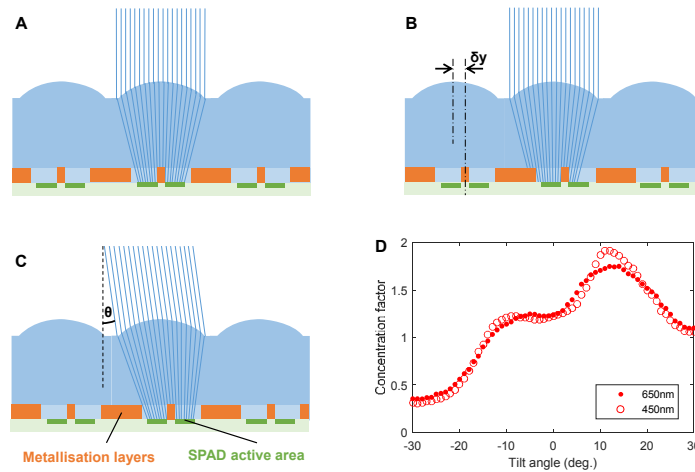 A
B
δy
C
θ
Metallisation layers
SPAD active area
D
2
1.5
1
0.5
0
-30
-20
-10
0
10
20
30
Concentration factor
Tilt angle (deg.)
650nm
450nm